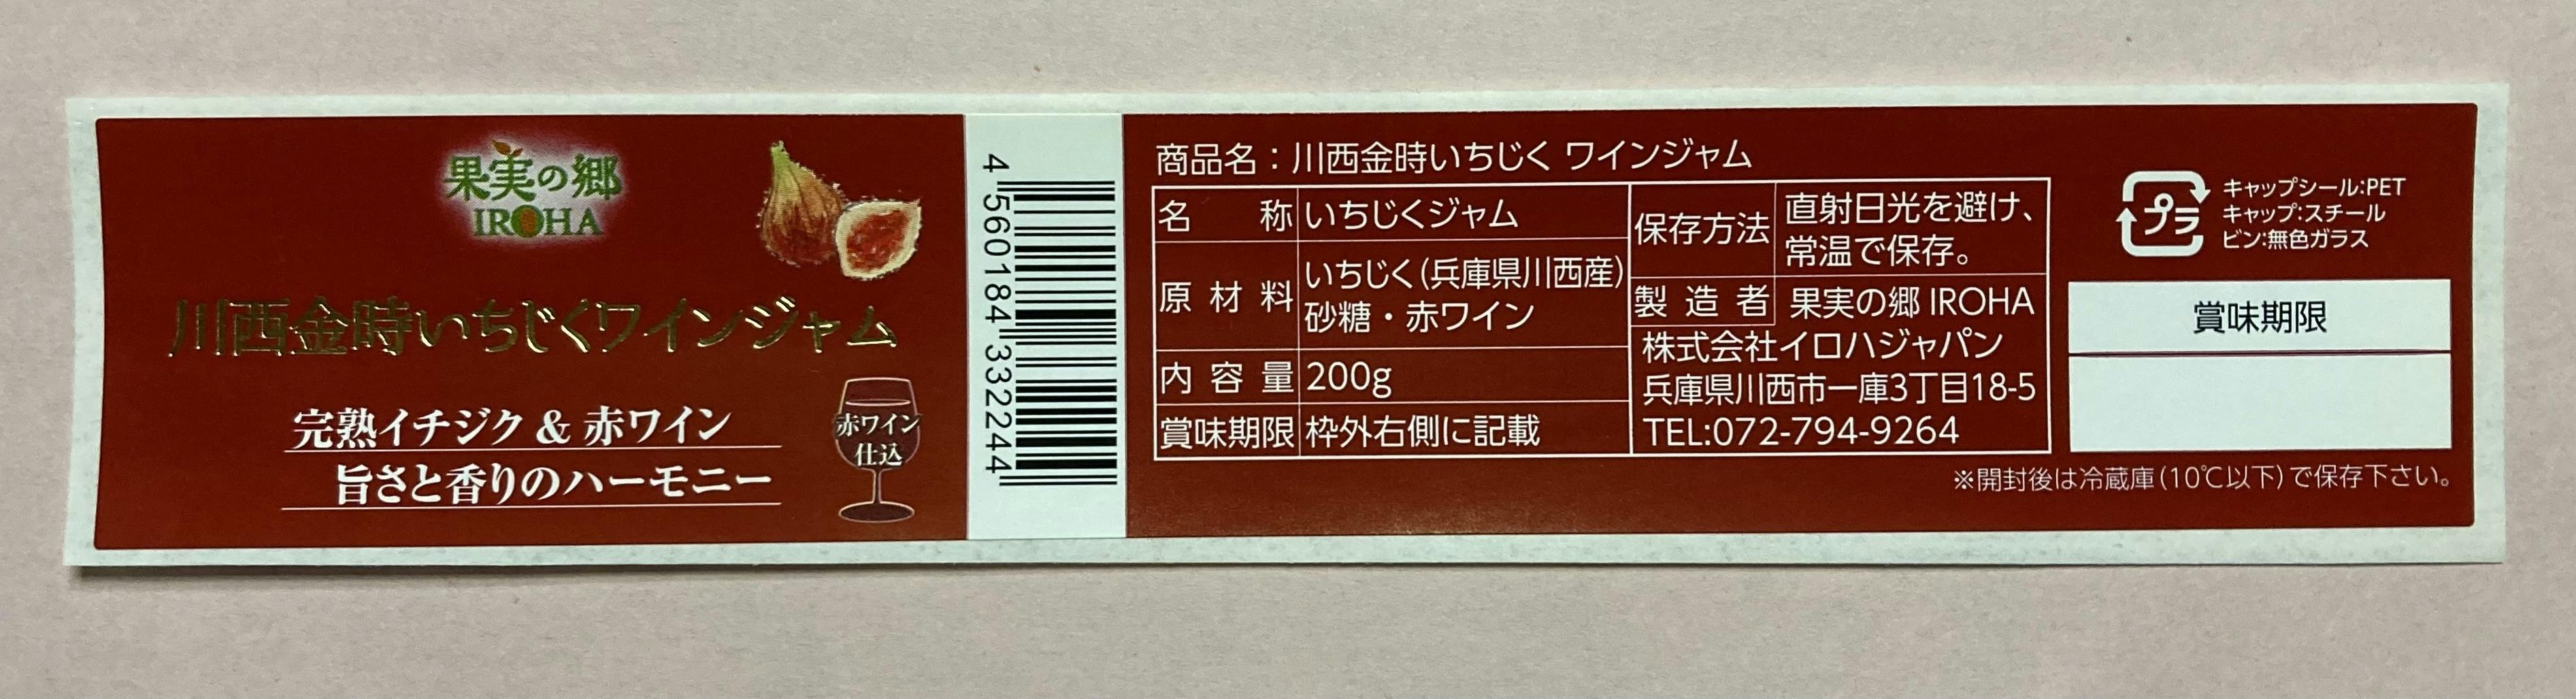 果実の郷
IROHA
川西金時いちじくワインジャム
完熟イチジク & 赤ワイン
旨さと香りのハーモニー
赤ワイン
仕込
4 560184 332244
商品名：川西金時いちじく ワインジャム
名称 いちじくジャム
原材料 いちじく(兵庫県川西産)
砂糖・赤ワイン
内容量 200g
賞味期限 枠外右側に記載
保存方法 直射日光を避け、
常温で保存。
製造者 果実の郷 IROHA
株式会社イロハジャパン
兵庫県川西市一庫3丁目18-5
TEL:072-794-9264
プラ
キャップシール:PET
キャップ:スチール
ビン:無色ガラス
賞味期限
※開封後は冷蔵庫(10℃以下)で保存下さい。